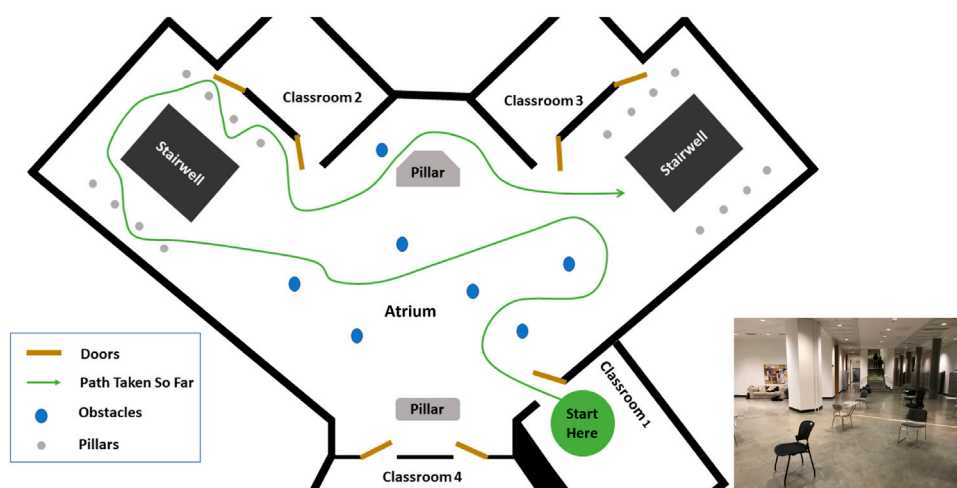 Classroom 2
Classroom 3
Stairwell
Pillar
Stairwell
Atrium
Doors
Path Taken So Far
Obstacles
Pillars
Pillar
Classroom 4
Start
Here
Classroom 1